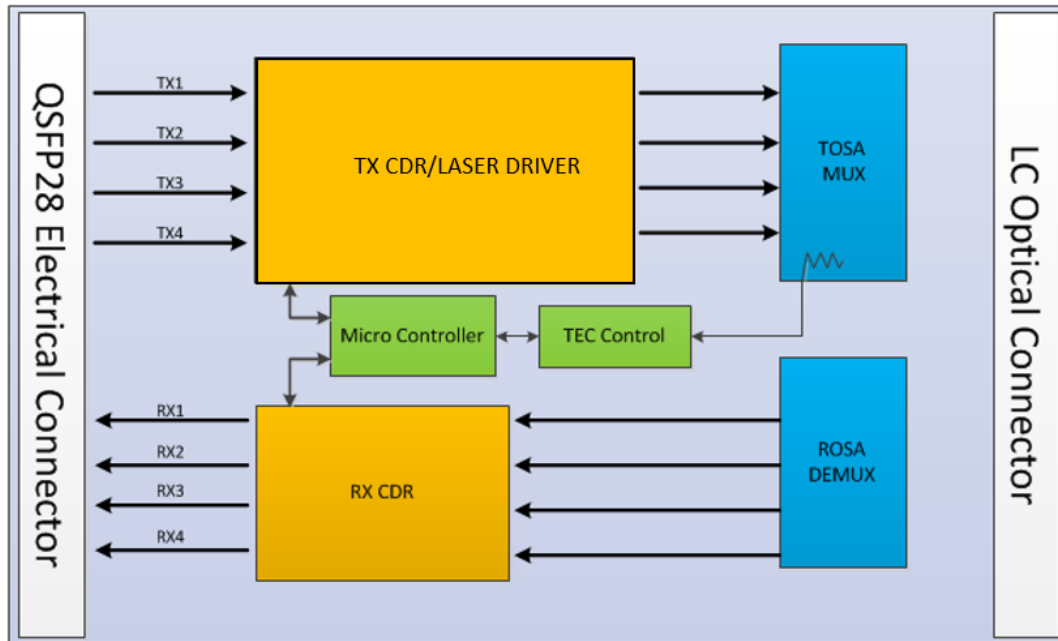 QSFP28 Electrical Connector
TX1
TX2
TX3
TX4
TX CDR/LASER DRIVER
TOSA
MUX
LC Optical Connector
Micro Controller
TEC Control
RX1
RX2
RX3
RX4
RX CDR
ROSA
DEMUX